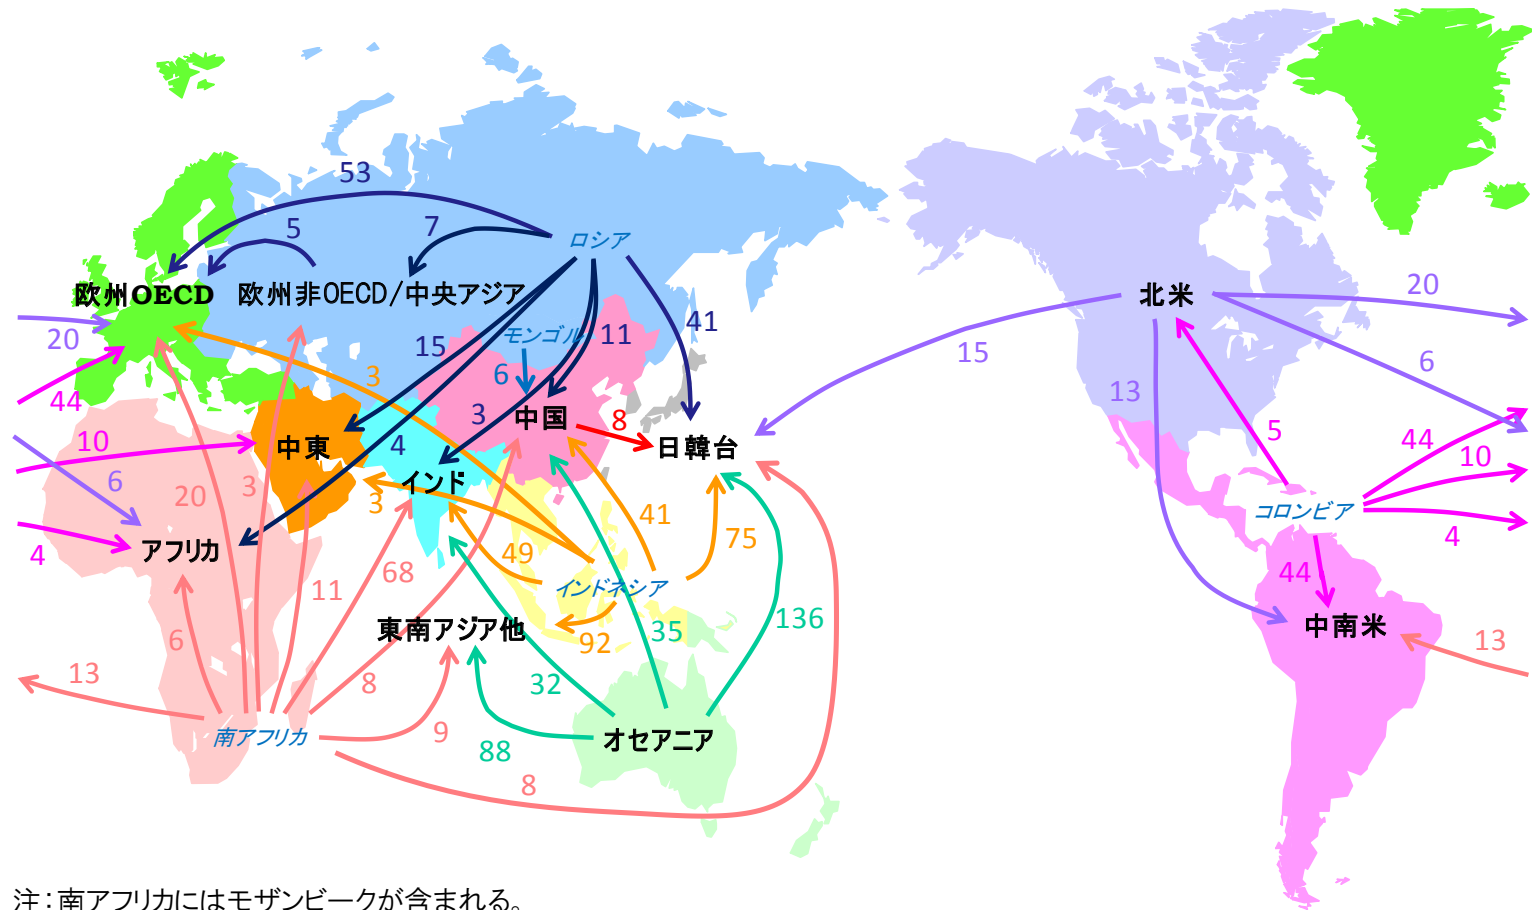 53
5
7
ロシア
欧州OECD
欧州非OECD/中央アジア
北米
20
20
モンゴル
15
11
41
15
6
44
3
6
13
中国
8
3
5
44
10
中東
4
日韓台
10
6
インド
20
3
3
41
コロンビア
4
アフリカ
4
49
75
68
11
インドネシア
44
6
東南アジア他
92
35
136
中南米
13
13
8
32
9
88
南アフリカ
オセアニア
8
注：南アフリカにはモザンビークが含まれる。